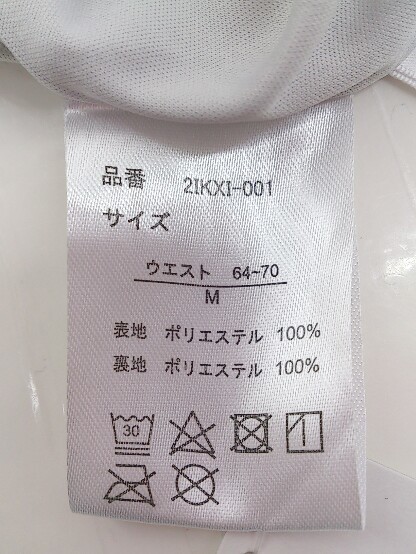 品番 2IKXI-001
サイズ
ウエスト 64-70
M
表地 ポリエステル 100%
裏地 ポリエステル 100%
30